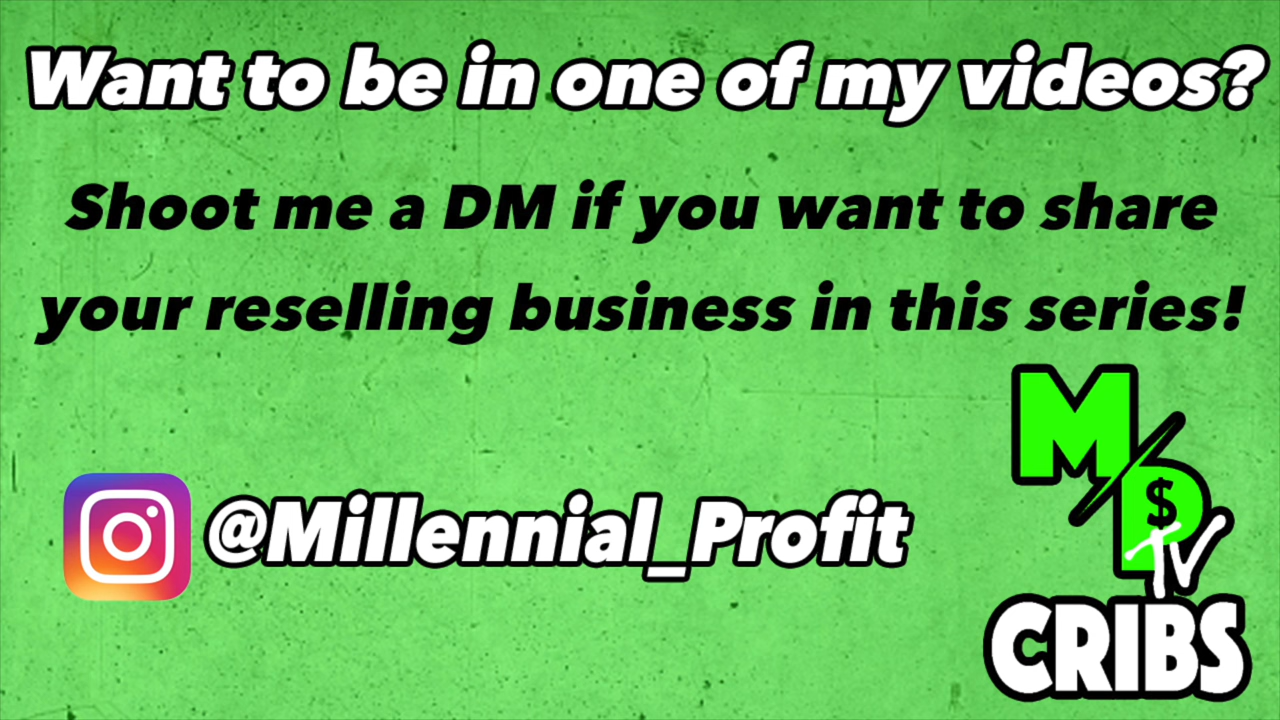 Want to be in one of my videos?
Shoot me a DM if you want to share
your reselling business in this series!
@Millennial_Profit
M/P
$
TV
CRIBS